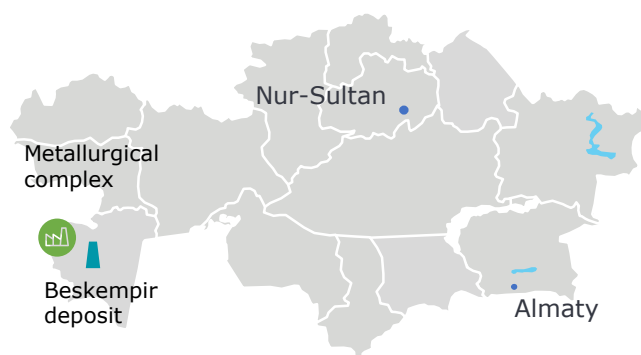 Nur-Sultan
Metallurgical
complex
Beskempir
deposit
Almaty